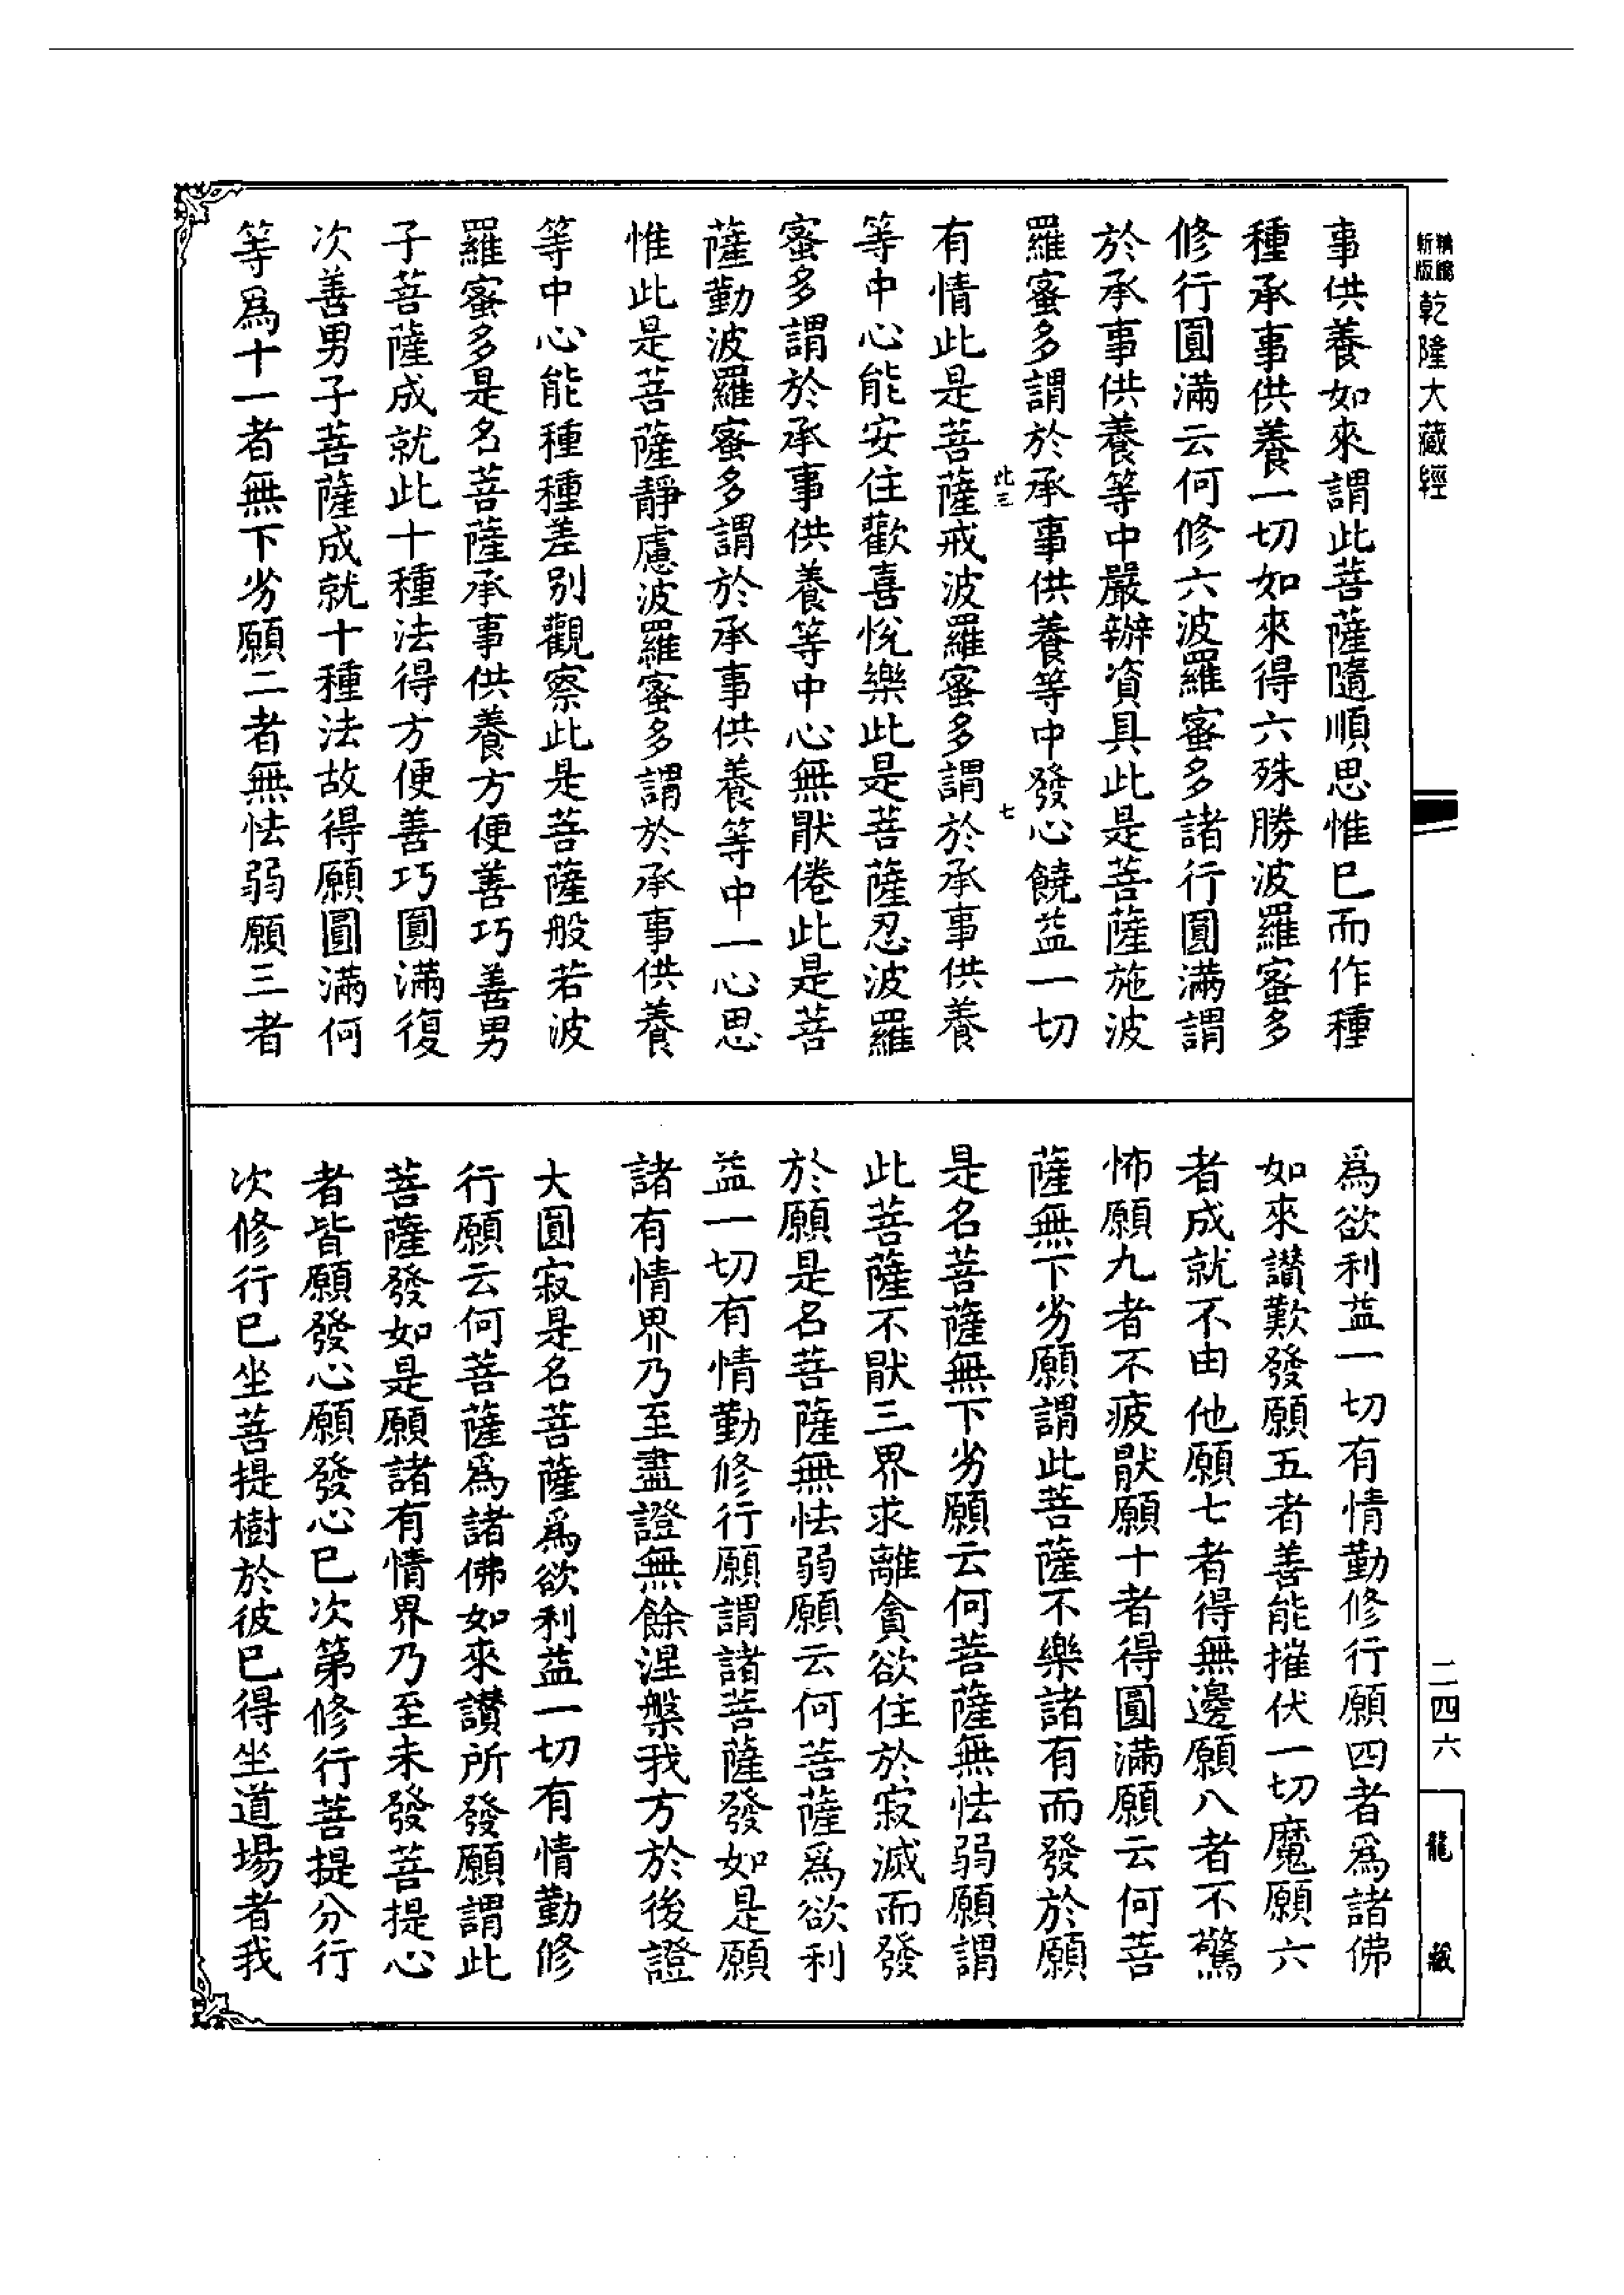 精縮新版乾隆大藏經
事供養如來謂此菩薩隨順思惟已而作種
種承事供養一切如來得六殊勝波羅蜜多
修行圓滿云何修六波羅蜜多諸行圓滿謂
於承事供養等中嚴辦資具此是菩薩施波
羅蜜多謂於承事供養等中發心饒益一切
此三
七
有情此是菩薩戒波羅蜜多謂於承事供養
等中心能安住歡喜悅樂此是菩薩忍波羅
蜜多謂於承事供養等中心無猒倦此是菩
薩勤波羅蜜多謂於承事供養等中一心思
惟此是菩薩靜慮波羅蜜多謂於承事供養
等中心能種種差別觀察此是菩薩般若波
羅蜜多是名菩薩承事供養方便善巧善男
子菩薩成就此十種法得方便善巧圓滿復
次善男子菩薩成就十種法故得願圓滿何
等爲十一者無下劣願二者無怯弱願三者
爲欲利益一切有情勤修行願四者爲諸佛
如來讃歎發願五者善能摧伏一切魔願六
者成就不由他願七者得無邊願八者不驚
怖願九者不疲猒願十者得圓滿願云何菩
薩無下劣願謂此菩薩不樂諸有而發於願
是名菩薩無下劣願云何菩薩無怯弱願謂
此菩薩不猒三界求離貪欲住於寂滅而發
於願是名菩薩無怯弱願云何菩薩爲欲利
益一切有情勤修行願謂諸菩薩發如是願
諸有情界乃至盡證無餘涅槃我方於後證
大圓寂是名菩薩爲欲利益一切有情勤修
行願云何菩薩爲諸佛如來讃所發願謂此
菩薩發如是願諸有情界乃至未發菩提心
者皆願發心願發心已次第修行菩提分行
次修行已坐菩提樹於彼已得坐道場者我
二四六
龍藏